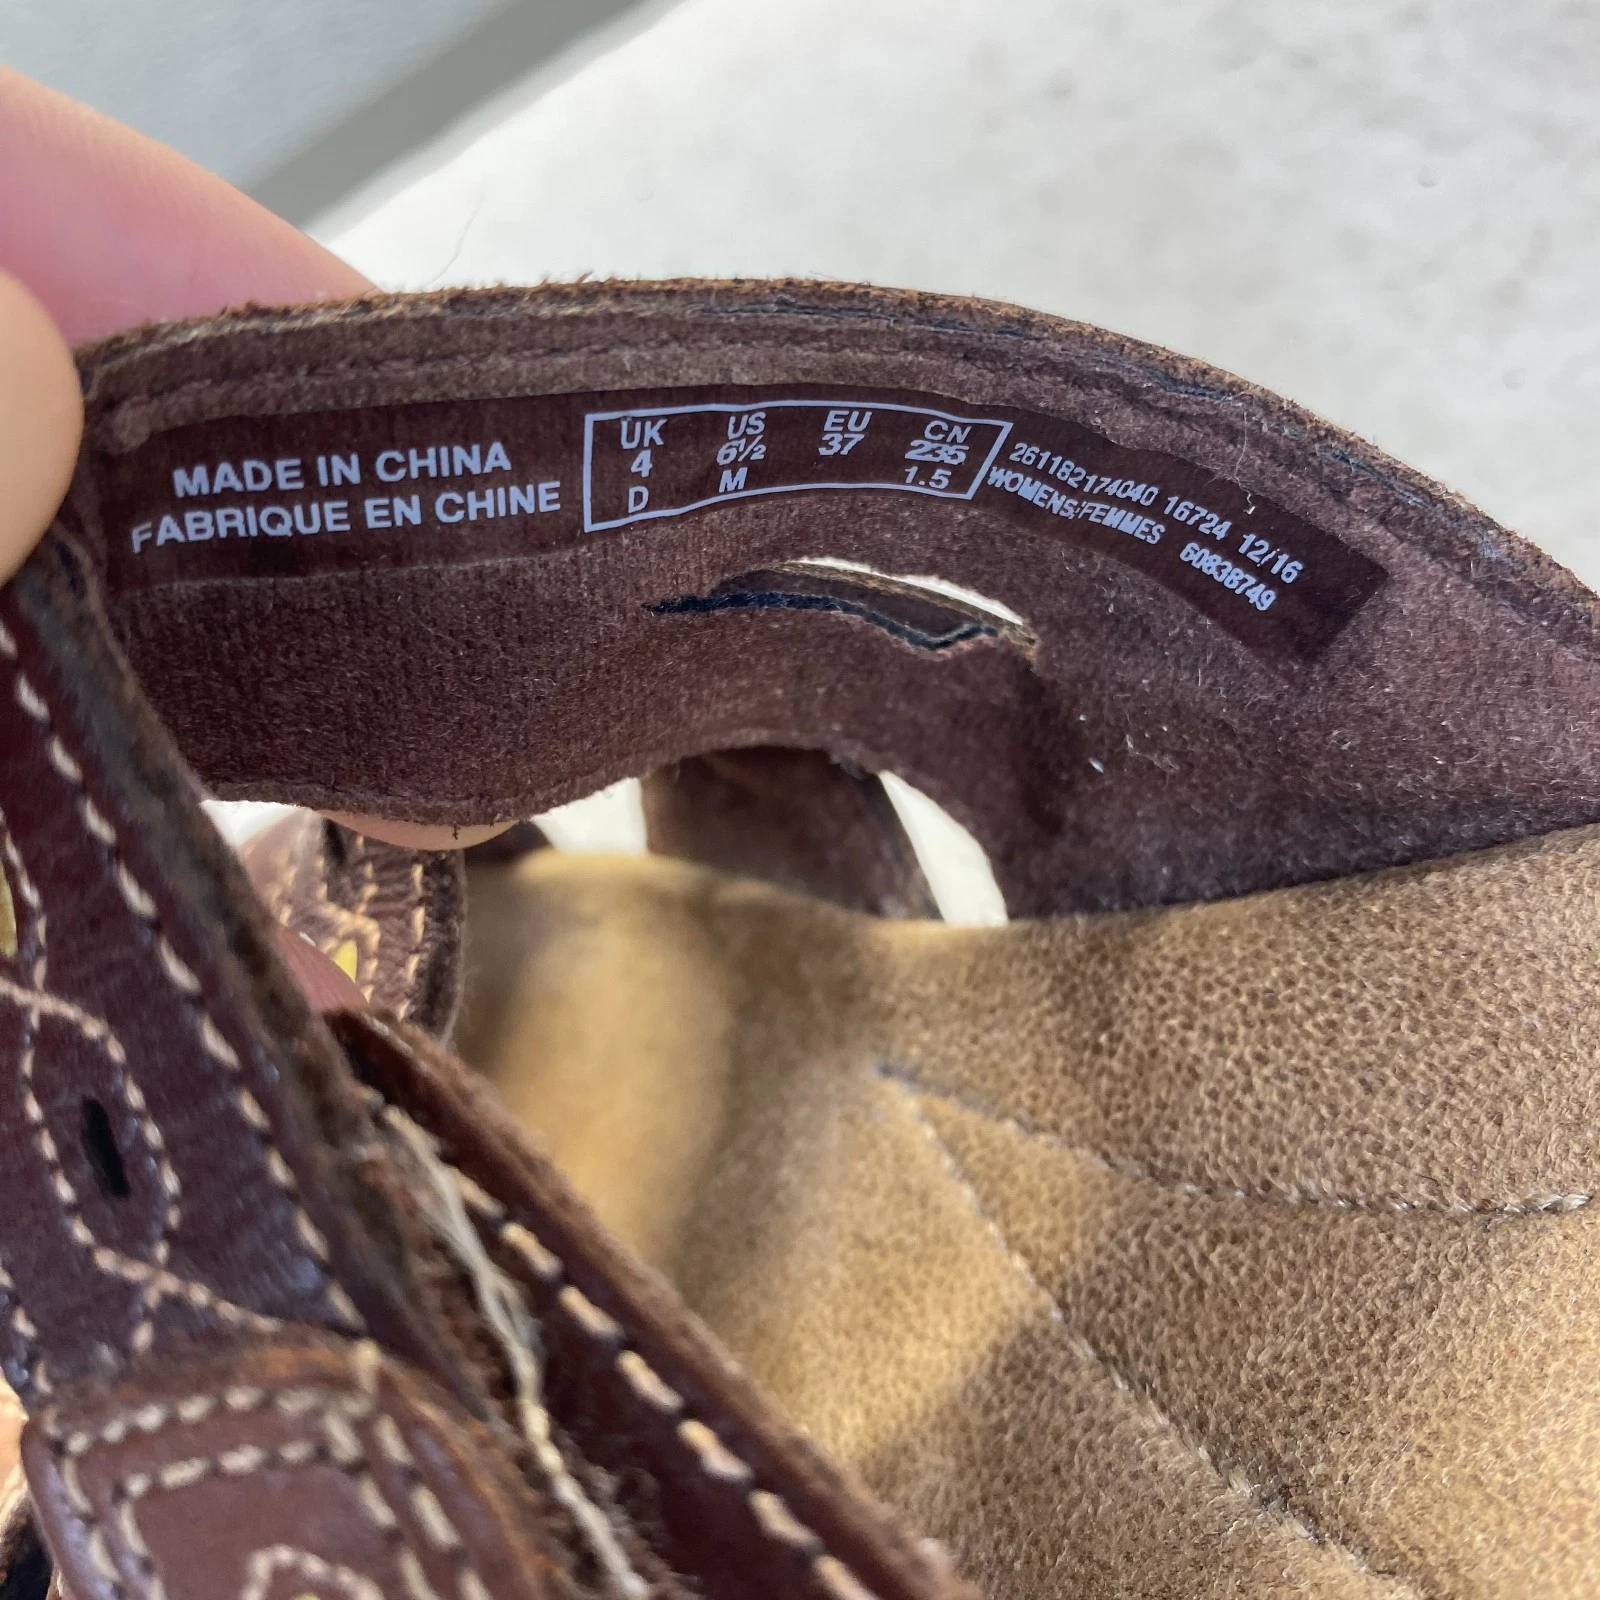 MADE IN CHINA
FABRIQUE EN CHINE
UK US EU CN
4 6½ 37 235
D M 1.5
261182174040 16724 12/16
WOMENS/FEMMES 6083B749